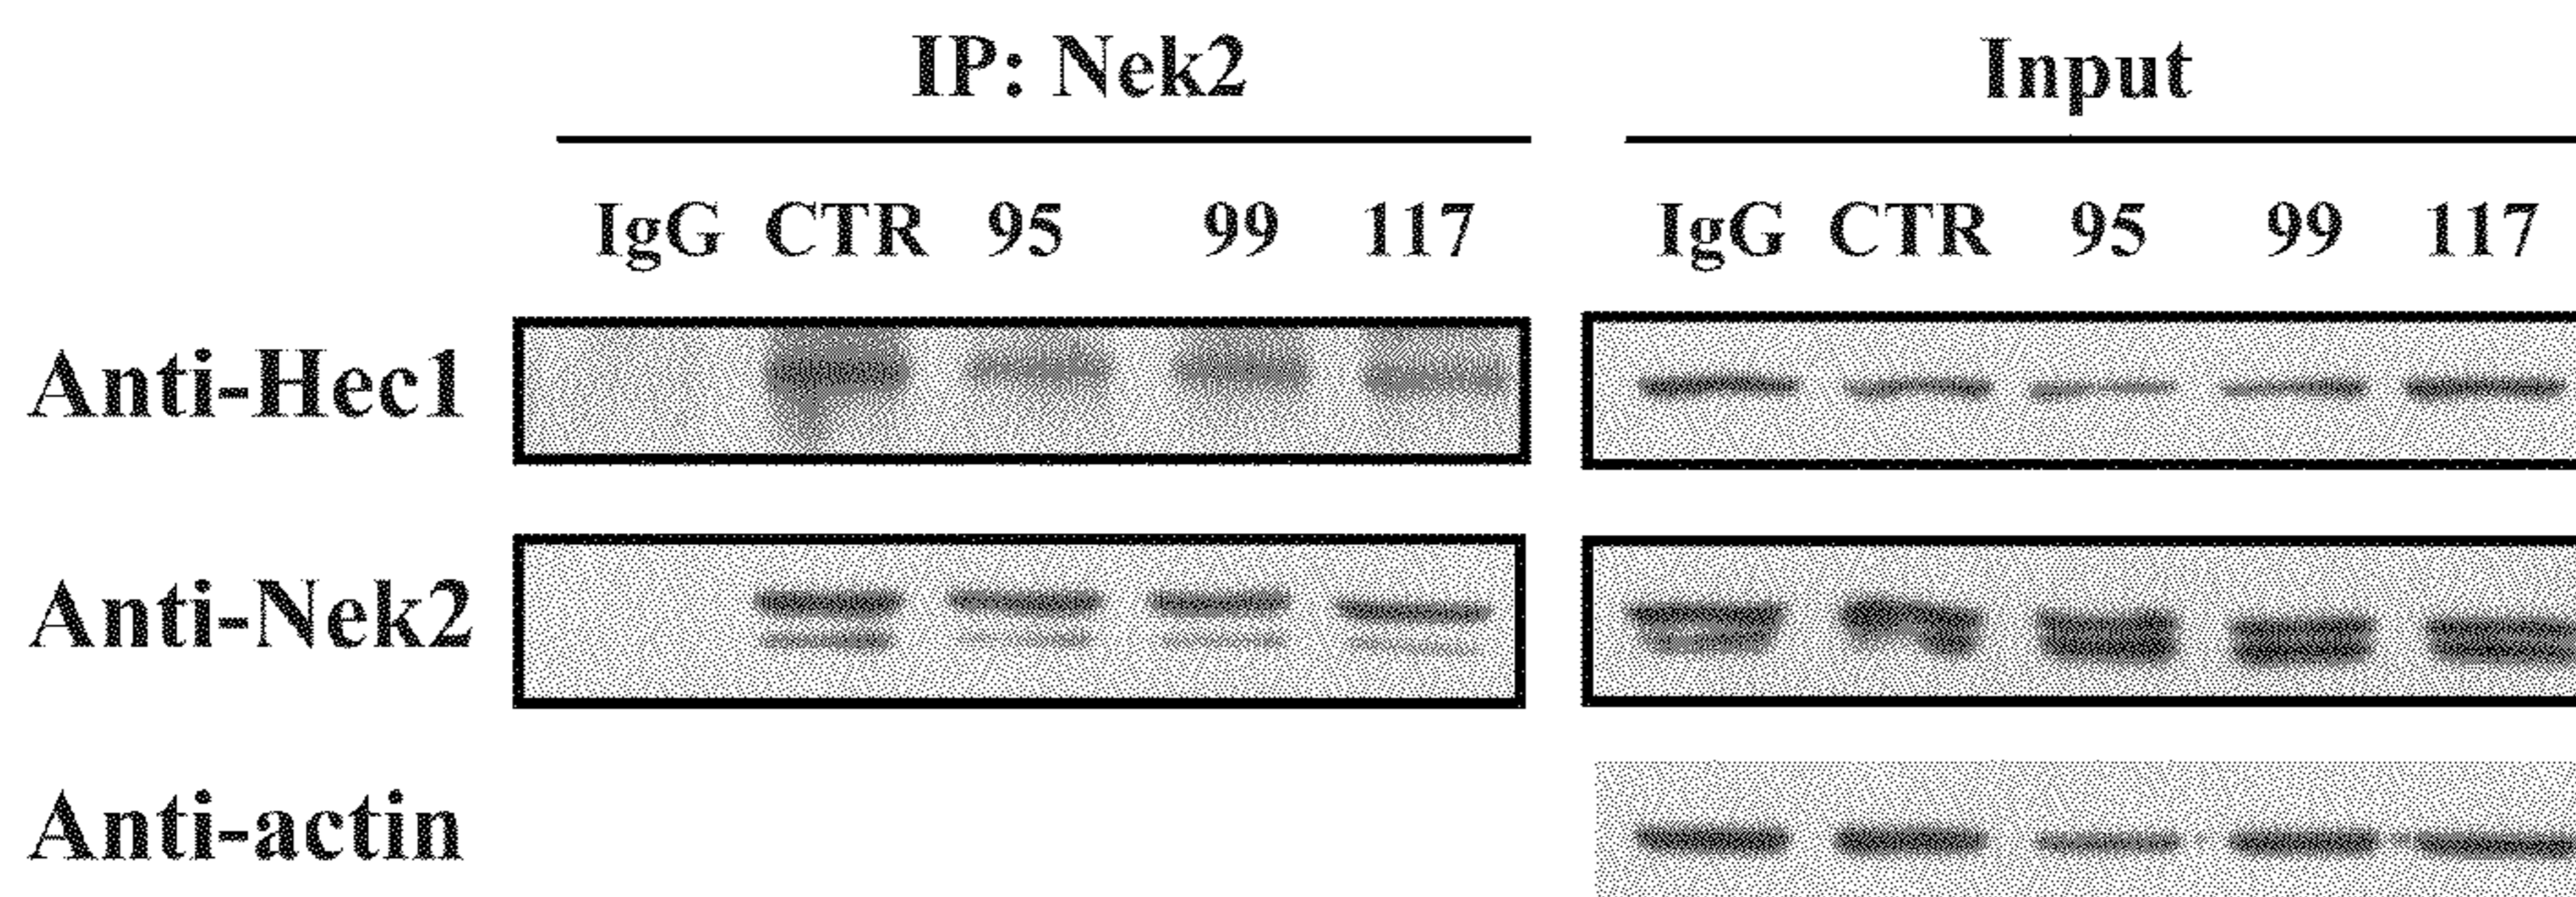 IP: Nek2 Input
IgG CTR 95 99 117 IgG CTR 95 99 117
Anti-Hec1
Anti-Nek2
Anti-actin